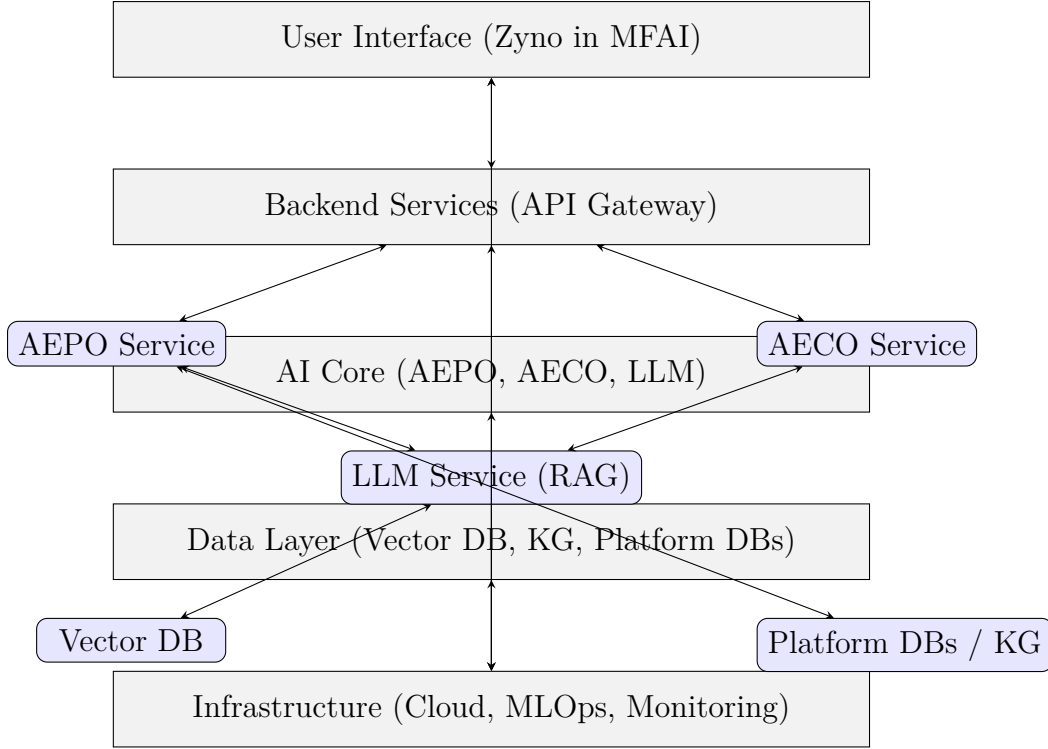 User Interface (Zyno in MFAI)
Backend Services (API Gateway)
AEPO Service
AECO Service
AI Core (AEPO, AECO, LLM)
LLM Service (RAG)
Data Layer (Vector DB, KG, Platform DBs)
Vector DB
Platform DBs / KG
Infrastructure (Cloud, MLOps, Monitoring)